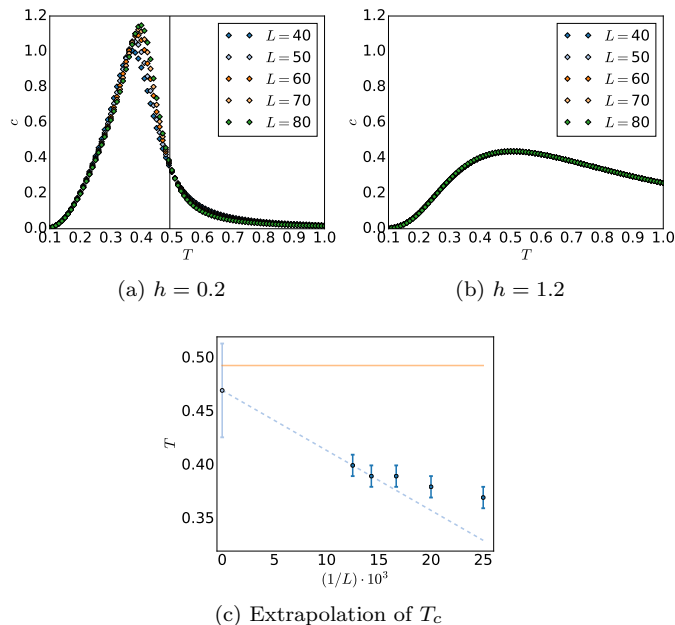 1.2
1.0
0.8
0.6
0.4
0.2
0.0
c
0.1 0.2 0.3 0.4 0.5 0.6 0.7 0.8 0.9 1.0
T
L = 40
L = 50
L = 60
L = 70
L = 80
(a) h = 0.2
1.2
1.0
0.8
0.6
0.4
0.2
0.0
c
0.1 0.2 0.3 0.4 0.5 0.6 0.7 0.8 0.9 1.0
T
L = 40
L = 50
L = 60
L = 70
L = 80
(b) h = 1.2
0.50
0.45
0.40
0.35
T
0 5 10 15 20 25
(1/L) · 10³
(c) Extrapolation of T_c